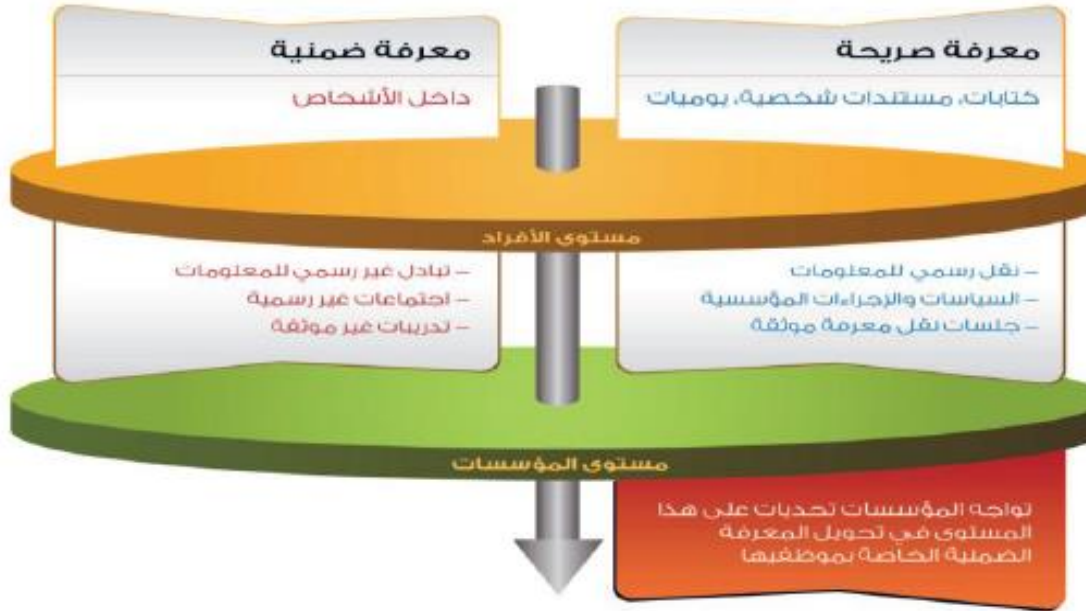 معرفة صريحة
كتابات، مستندات شخصية، يوميات
معرفة ضمنية
داخل الأشخاص
مستوى الأفراد
– نقل رسمي للمعلومات
– السياسات والإجراءات المؤسسية
– جلسات نقل معرفة موثقة
– تبادل غير رسمي للمعلومات
– اجتماعات غير رسمية
– تدريبات غير موثقة
مستوى المؤسسات
تواجه المؤسسات تحديات على هذا
المستوى في تحويل المعرفة
الضمنية الخاصة بموظفيها